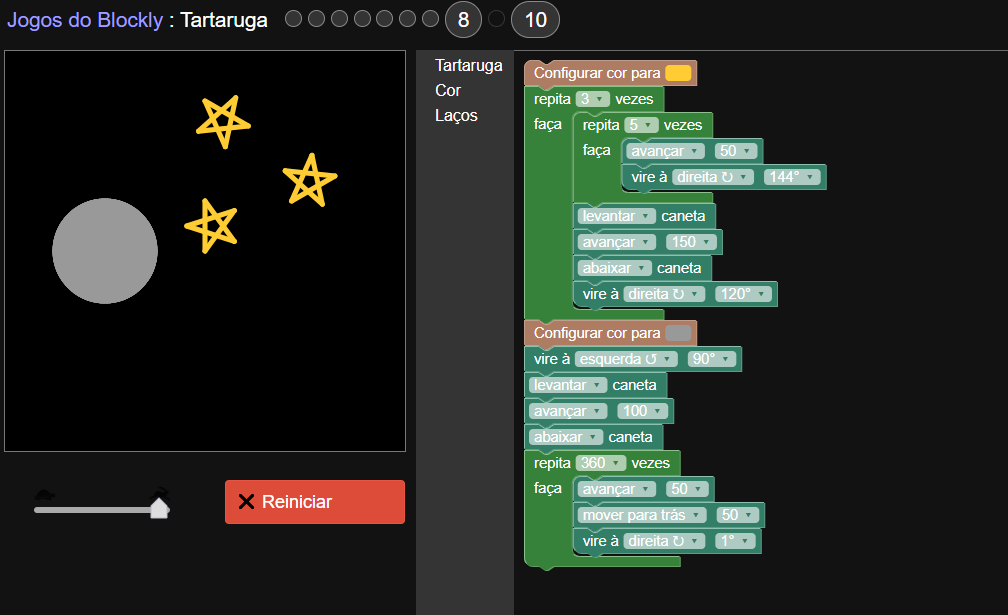 Jogos do Blockly : Tartaruga 8 10
Tartaruga
Cor
Laços
Configurar cor para
repita 3 vezes
faça repita 5 vezes
faça avançar 50
vire à direita ↻ 144°
levantar caneta
avançar 150
abaixar caneta
vire à direita ↻ 120°
Configurar cor para
vire à esquerda ↺ 90°
levantar caneta
avançar 100
abaixar caneta
repita 360 vezes
faça avançar 50
mover para trás 50
vire à direita ↻ 1°
Reiniciar